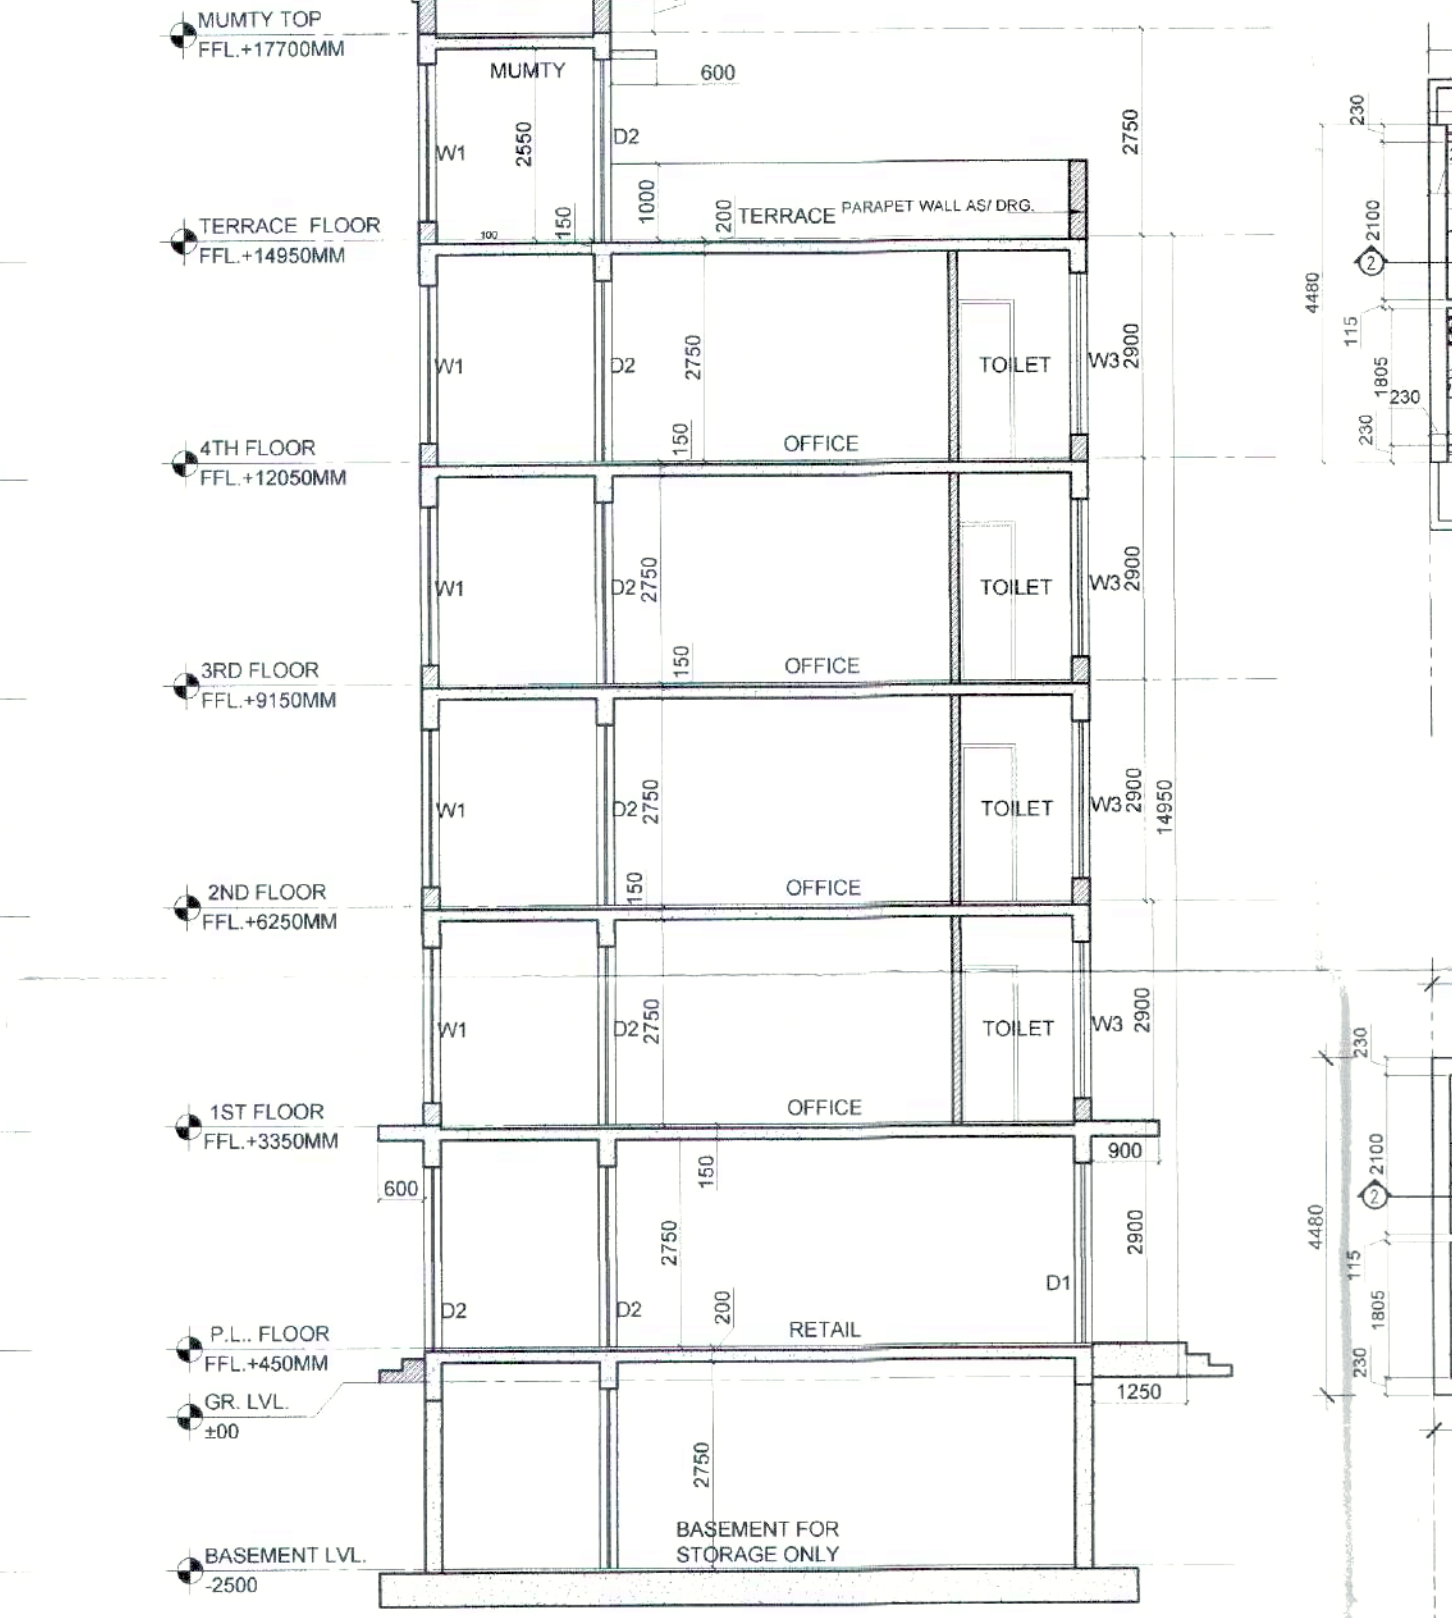 MUMTY TOP
FFL.+17700MM
MUMTY
600
W1
2550
D2
2750
1000
150
200
TERRACE
PARAPET WALL AS/ DRG.
100
TERRACE FLOOR
FFL.+14950MM
W1
D2
2750
TOILET
W3
2900
150
OFFICE
4TH FLOOR
FFL.+12050MM
W1
D2
2750
TOILET
W3
2900
150
OFFICE
3RD FLOOR
FFL.+9150MM
W1
D2
2750
TOILET
W3
2900
14950
150
OFFICE
2ND FLOOR
FFL.+6250MM
W1
D2
2750
TOILET
W3
2900
OFFICE
1ST FLOOR
FFL.+3350MM
600
150
900
2750
2900
D2
D2
D1
200
RETAIL
P.L.. FLOOR
FFL.+450MM
GR. LVL.
±00
1250
2750
BASEMENT FOR
STORAGE ONLY
BASEMENT LVL.
-2500
230
2100
2
4480
115
1805
230
230
230
2100
2
4480
115
1805
230